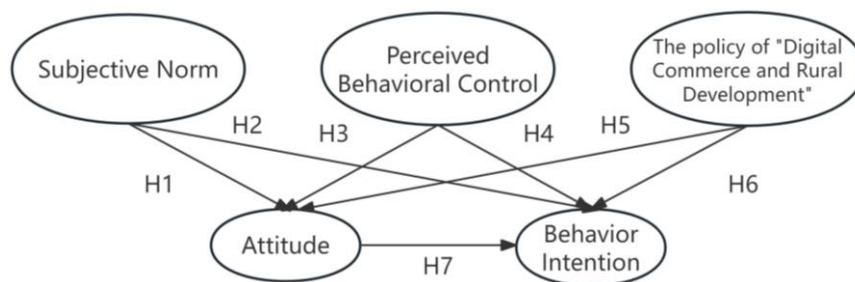 Subjective Norm
Perceived
Behavioral Control
The policy of "Digital
Commerce and Rural
Development"
H1
H2
H3
H4
H5
H6
Attitude
H7
Behavior
Intention